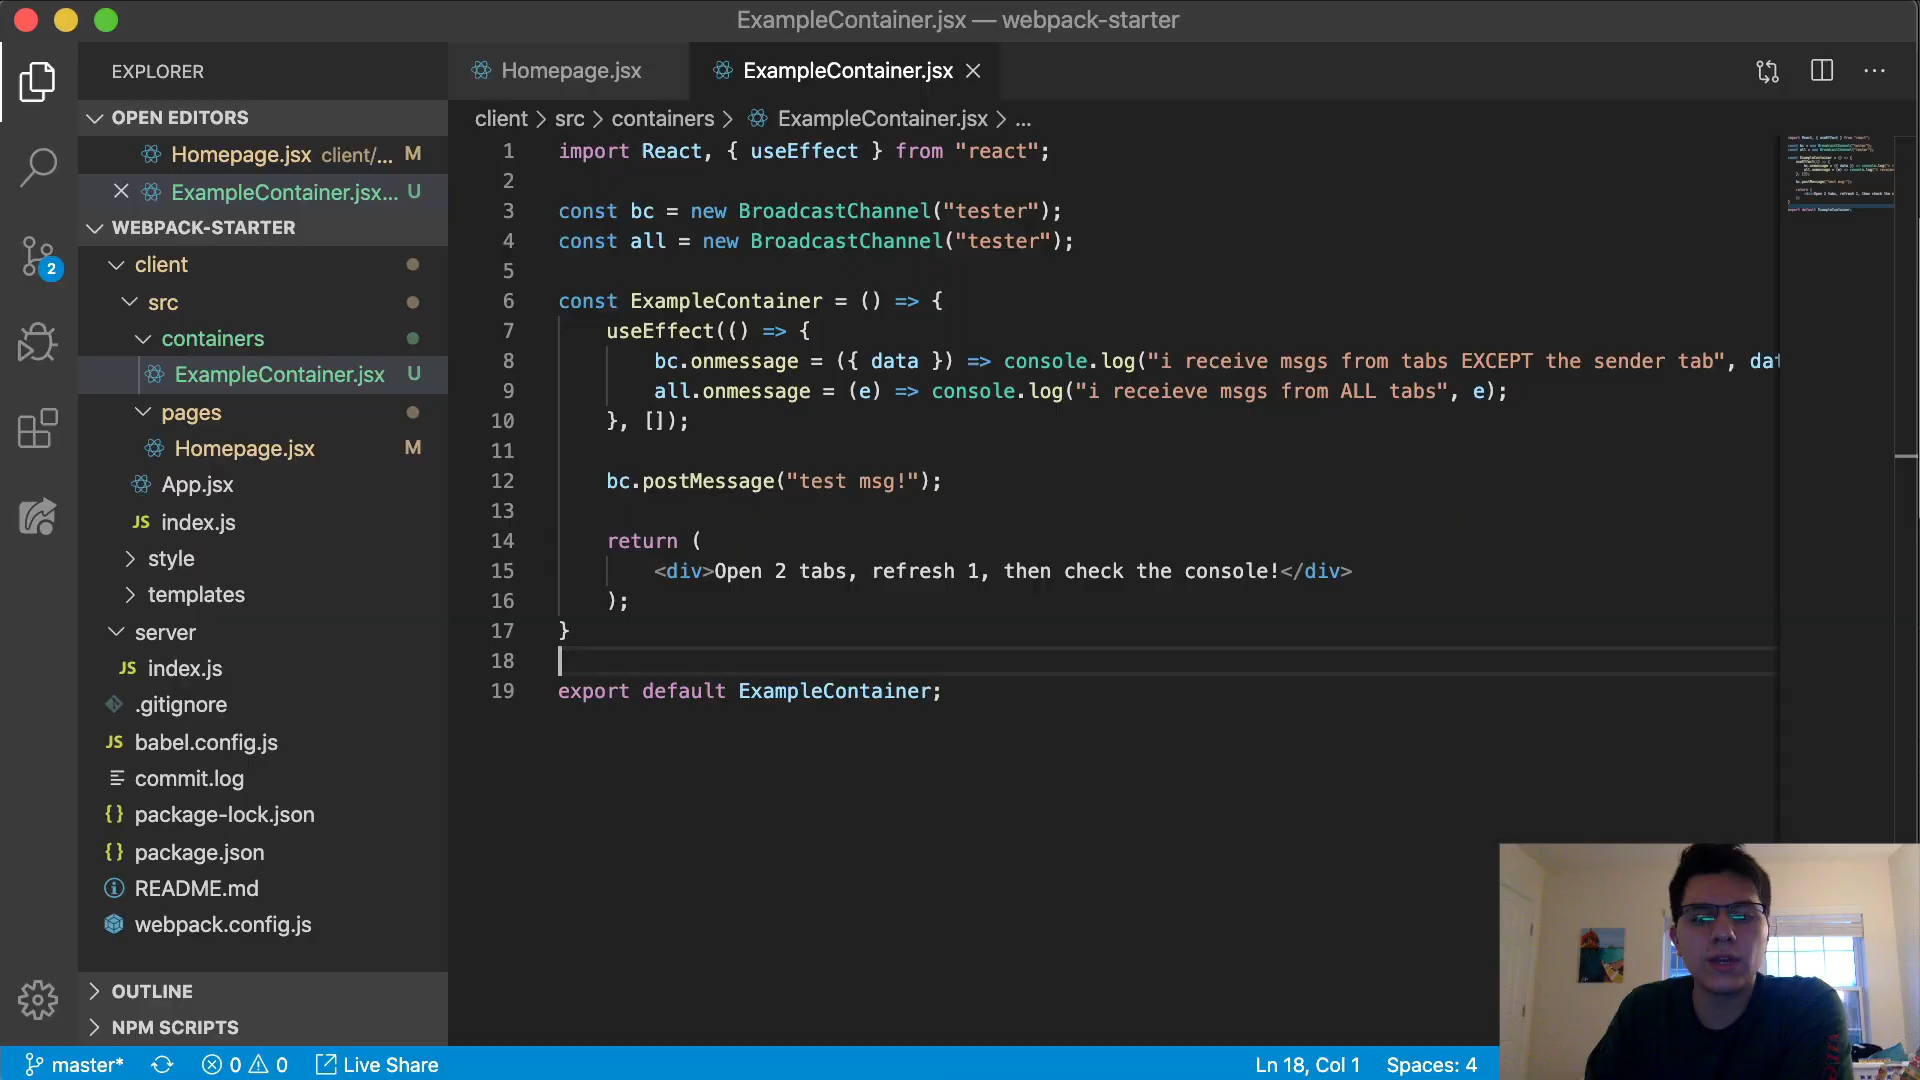 ExampleContainer.jsx — webpack-starter
EXPLORER
OPEN EDITORS
Homepage.jsx client/... M
ExampleContainer.jsx... U
WEBPACK-STARTER
client
src
containers
ExampleContainer.jsx U
pages
Homepage.jsx M
App.jsx
JS index.js
style
templates
server
JS index.js
.gitignore
JS babel.config.js
commit.log
{} package-lock.json
{} package.json
README.md
webpack.config.js
OUTLINE
NPM SCRIPTS
2
Homepage.jsx
ExampleContainer.jsx
client > src > containers > ExampleContainer.jsx > ...
1 import React, { useEffect } from "react";
2
3 const bc = new BroadcastChannel("tester");
4 const all = new BroadcastChannel("tester");
5
6 const ExampleContainer = () => {
7 useEffect(() => {
8 bc.onmessage = ({ data }) => console.log("i receive msgs from tabs EXCEPT the sender tab", dat
9 all.onmessage = (e) => console.log("i receieve msgs from ALL tabs", e);
10 }, []);
11
12 bc.postMessage("test msg!");
13
14 return (
15 <div>Open 2 tabs, refresh 1, then check the console!</div>
16 );
17 }
18
19 export default ExampleContainer;
master* 0 0 Live Share
Ln 18, Col 1 Spaces: 4